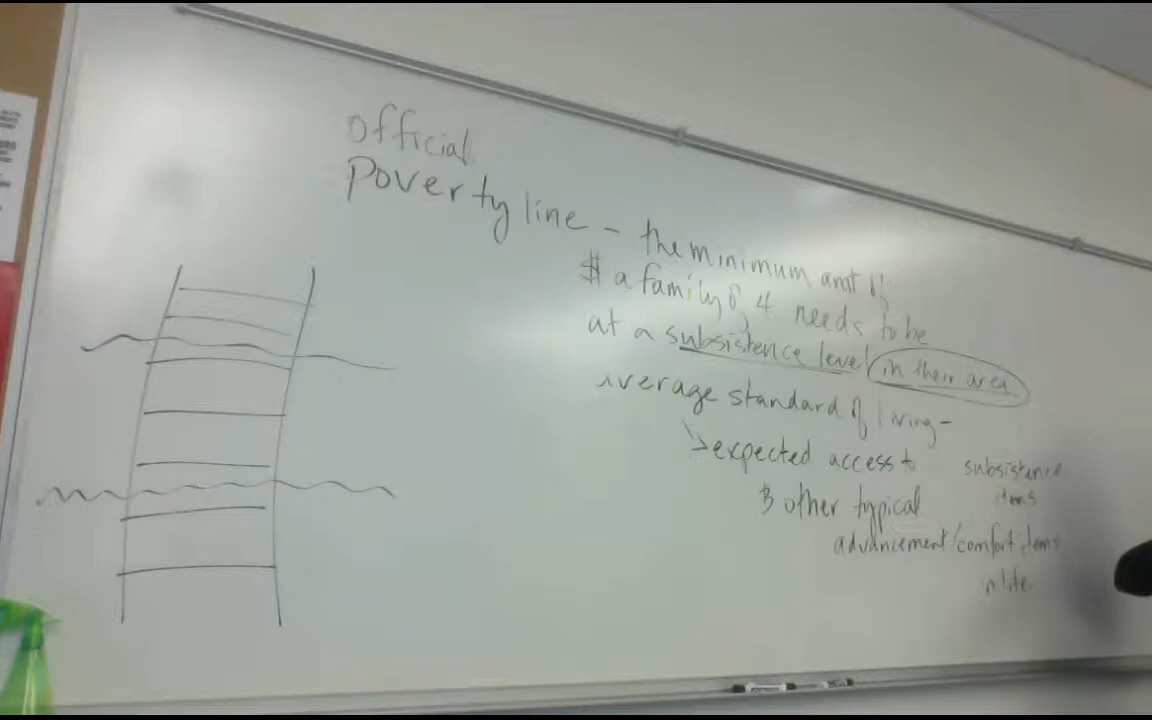 official
Poverty line - the minimum amt of
$ a family of 4 needs to be
at a subsistence level in their area
average standard of living -
↘ expected access to subsistence
items
& other typical
advancement/comfort items
in life